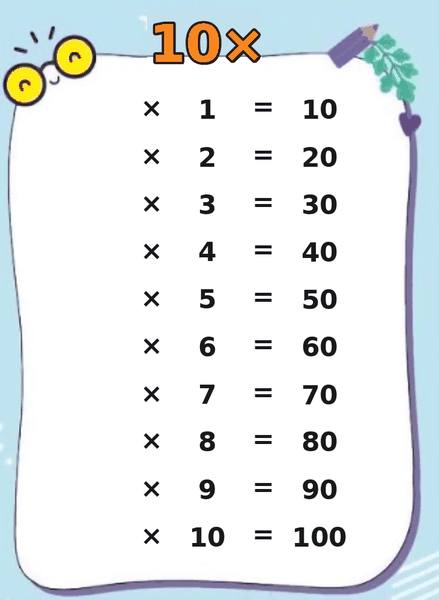 10×
× 1 = 10
× 2 = 20
× 3 = 30
× 4 = 40
× 5 = 50
× 6 = 60
× 7 = 70
× 8 = 80
× 9 = 90
× 10 = 100